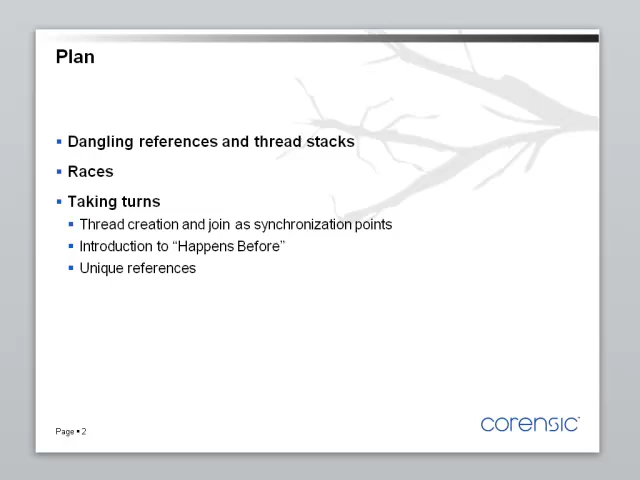 Plan
▪ Dangling references and thread stacks
▪ Races
▪ Taking turns
▪ Thread creation and join as synchronization points
▪ Introduction to “Happens Before”
▪ Unique references
Page ▪ 2
corensic